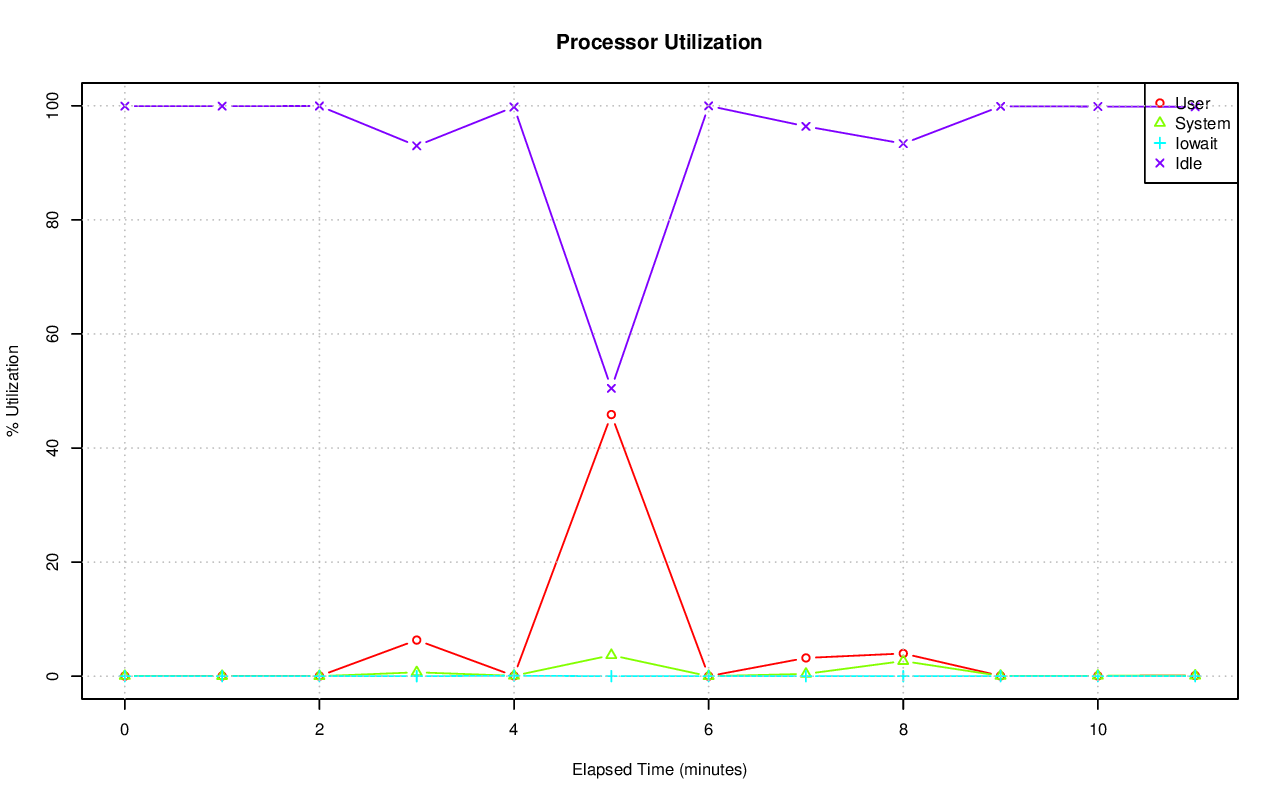 Processor Utilization
100
80
60
40
20
0
% Utilization
User
System
Iowait
Idle
0 2 4 6 8 10
Elapsed Time (minutes)